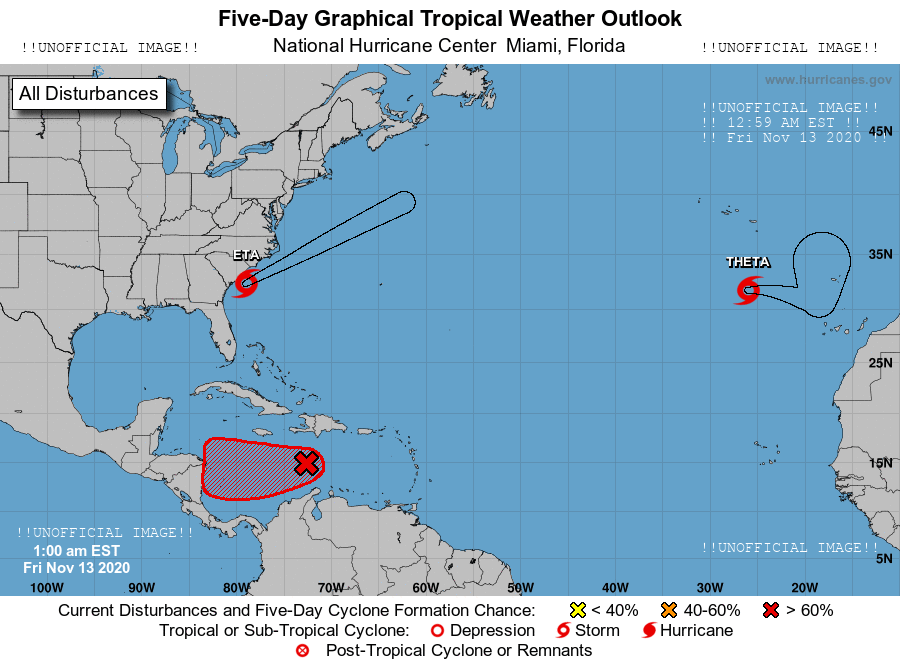 Five-Day Graphical Tropical Weather Outlook
!!UNOFFICIAL IMAGE!!
National Hurricane Center  Miami, Florida
!!UNOFFICIAL IMAGE!!
www.hurricanes.gov
All Disturbances
!!UNOFFICIAL IMAGE!!
!! 12:59 AM EST !!
!! Fri Nov 13 2020 !!
45N
ETA
THETA
35N
25N
15N
!!UNOFFICIAL IMAGE!!
1:00 am EST
Fri Nov 13 2020
!!UNOFFICIAL IMAGE!!
5N
100W 90W 80W 70W 60W 50W 40W 30W 20W
Current Disturbances and Five-Day Cyclone Formation Chance: < 40% 40-60% > 60%
Tropical or Sub-Tropical Cyclone: Depression Storm Hurricane
Post-Tropical Cyclone or Remnants